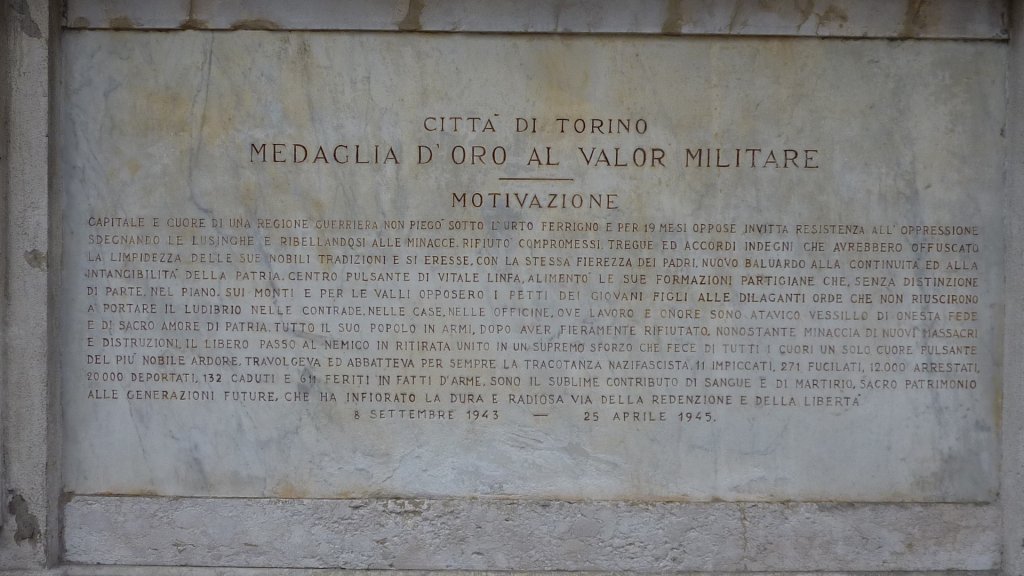 CITTÀ DI TORINO
MEDAGLIA D'ORO AL VALOR MILITARE
MOTIVAZIONE
CAPITALE E CUORE DI UNA REGIONE GUERRIERA NON PIEGO' SOTTO L'URTO FERRIGNO E PER 19 MESI OPPOSE INVITTA RESISTENZA ALL'OPPRESSIONE
SDEGNANDO LE LUSINGHE E RIBELLANDOSI ALLE MINACCE. RIFIUTO' COMPROMESSI, TREGUE ED ACCORDI INDEGNI CHE AVREBBERO OFFUSCATO
LA LIMPIDEZZA DELLE SUE NOBILI TRADIZIONI E SI ERESSE, CON LA STESSA FIEREZZA DEI PADRI, NUOVO BALUARDO ALLA CONTINUITA' ED ALLA
INTANGIBILITA' DELLA PATRIA. CENTRO PULSANTE DI VITALE LINFA, ALIMENTO' LE SUE FORMAZIONI PARTIGIANE CHE, SENZA DISTINZIONE
DI PARTE, NEL PIANO, SUI MONTI E PER LE VALLI OPPOSERO I PETTI DEI GIOVANI FIGLI ALLE DILAGANTI ORDE CHE NON RIUSCIRONO
A PORTARE IL LUDIBRIO NELLE CONTRADE, NELLE CASE, NELLE OFFICINE, OVE LAVORO E ONORE SONO ATAVICO VESSILLO DI ONESTA FEDE
E DI SACRO AMORE DI PATRIA. TUTTO IL SUO POPOLO IN ARMI, DOPO AVER FIERAMENTE RIFIUTATO, NONOSTANTE MINACCIA DI NUOVI MASSACRI
E DISTRUZIONI, IL LIBERO PASSO AL NEMICO IN RITIRATA UNITO IN UN SUPREMO SFORZO CHE FECE DI TUTTI I CUORI UN SOLO CUORE PULSANTE
DEL PIU' NOBILE ARDORE, TRAVOLGEVA ED ABBATTEVA PER SEMPRE LA TRACOTANZA NAZIFASCISTA. 11 IMPICCATI, 271 FUCILATI, 12.000 ARRESTATI,
20000 DEPORTATI, 132 CADUTI E 611 FERITI IN FATTI D'ARME, SONO IL SUBLIME CONTRIBUTO DI SANGUE E DI MARTIRIO, SACRO PATRIMONIO
ALLE GENERAZIONI FUTURE, CHE HA INFIORATO LA DURA E RADIOSA VIA DELLA REDENZIONE E DELLA LIBERTA'
8 SETTEMBRE 1943 — 25 APRILE 1945.